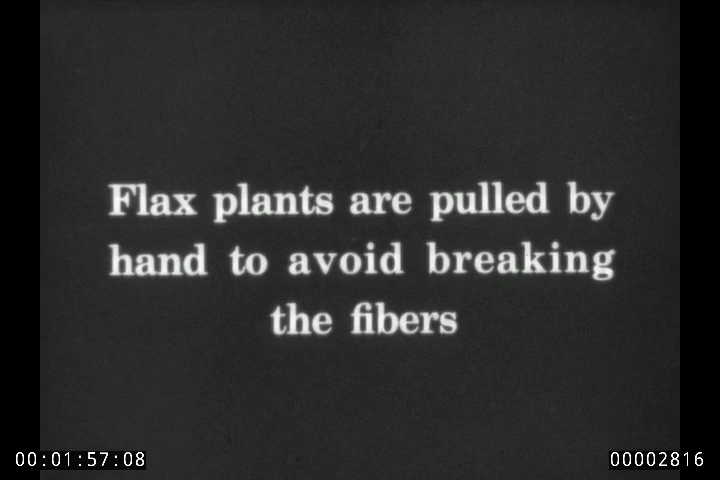 Flax plants are pulled by
hand to avoid breaking
the fibers
00:01:57:08
00002816